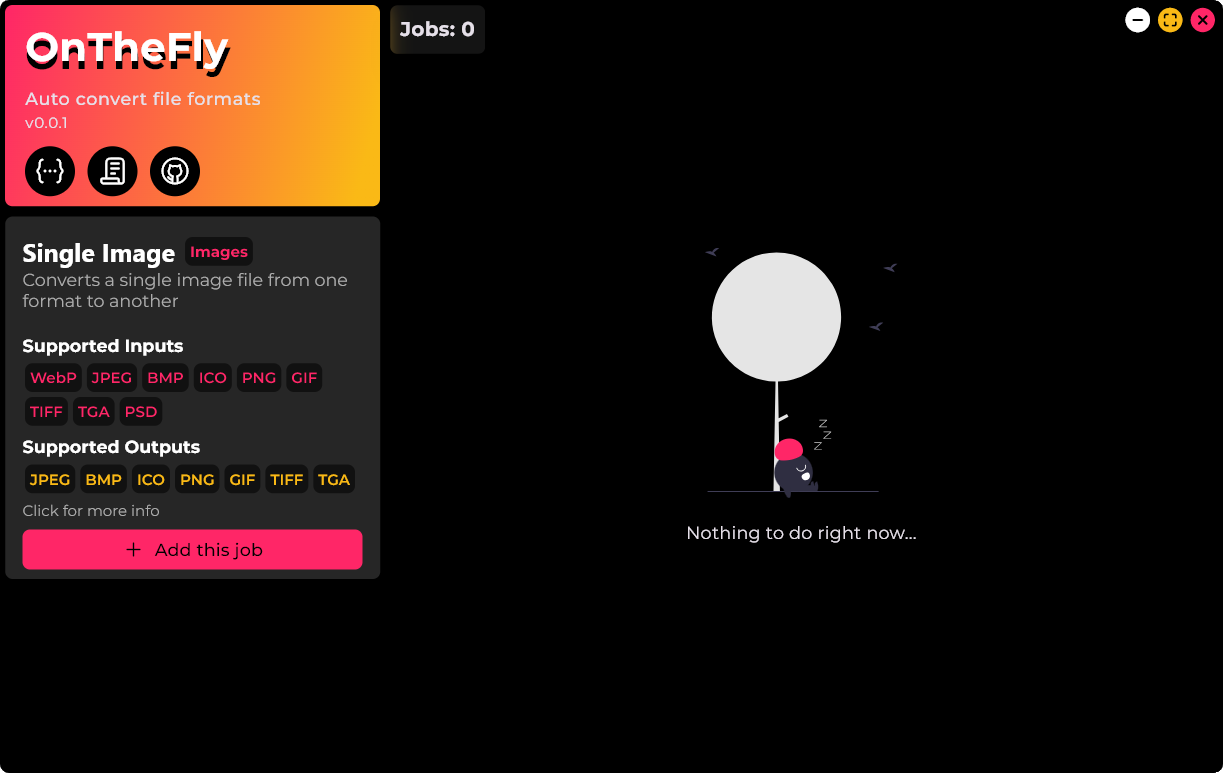 OnTheFly
Auto convert file formats
v0.0.1
Jobs: 0
Single Image Images
Converts a single image file from one
format to another
Supported Inputs
WebP JPEG BMP ICO PNG GIF
TIFF TGA PSD
Supported Outputs
JPEG BMP ICO PNG GIF TIFF TGA
Click for more info
+ Add this job
z
z
z
Nothing to do right now...